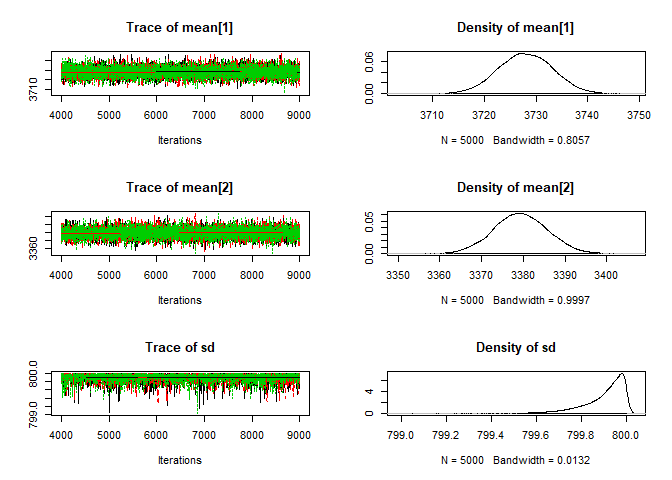 Trace of mean[1]
3710
4000 5000 6000 7000 8000 9000
Iterations
Density of mean[1]
0.00 0.06
3710 3720 3730 3740 3750
N = 5000 Bandwidth = 0.8057
Trace of mean[2]
3360
4000 5000 6000 7000 8000 9000
Iterations
Density of mean[2]
0.00 0.05
3350 3360 3370 3380 3390 3400
N = 5000 Bandwidth = 0.9997
Trace of sd
799.0 800.0
4000 5000 6000 7000 8000 9000
Iterations
Density of sd
0 4
799.0 799.2 799.4 799.6 799.8 800.0
N = 5000 Bandwidth = 0.0132